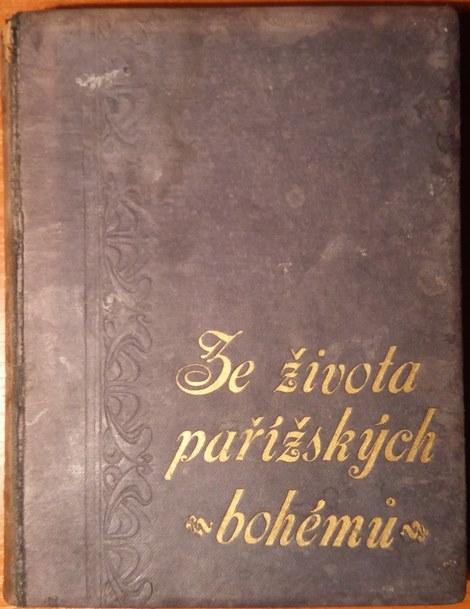 Ze života
pařížských
bohémů